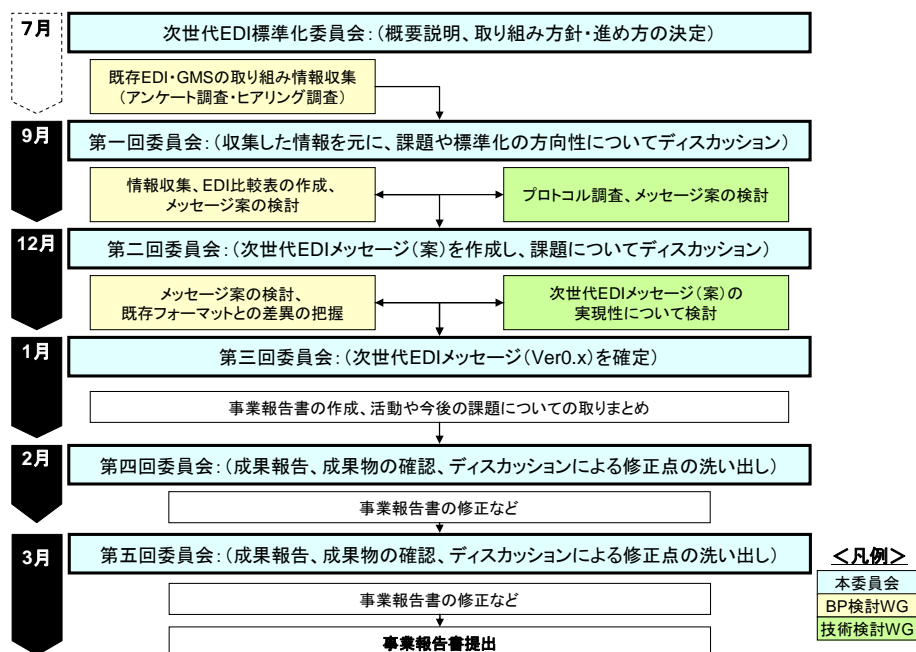 7月
次世代EDI標準化委員会：（概要説明、取り組み方針・進め方の決定）
既存EDI・GMSの取り組み情報収集
（アンケート調査・ヒアリング調査）
9月
第一回委員会：（収集した情報を元に、課題や標準化の方向性についてディスカッション）
情報収集、EDI比較表の作成、
メッセージ案の検討
プロトコル調査、メッセージ案の検討
12月
第二回委員会：（次世代EDIメッセージ（案）を作成し、課題についてディスカッション）
メッセージ案の検討、
既存フォーマットとの差異の把握
次世代EDIメッセージ（案）の
実現性について検討
1月
第三回委員会：（次世代EDIメッセージ（Ver0.x）を確定）
事業報告書の作成、活動や今後の課題についての取りまとめ
2月
第四回委員会：（成果報告、成果物の確認、ディスカッションによる修正点の洗い出し）
事業報告書の修正など
3月
第五回委員会：（成果報告、成果物の確認、ディスカッションによる修正点の洗い出し）
事業報告書の修正など
事業報告書提出
＜凡例＞
本委員会
BP検討WG
技術検討WG